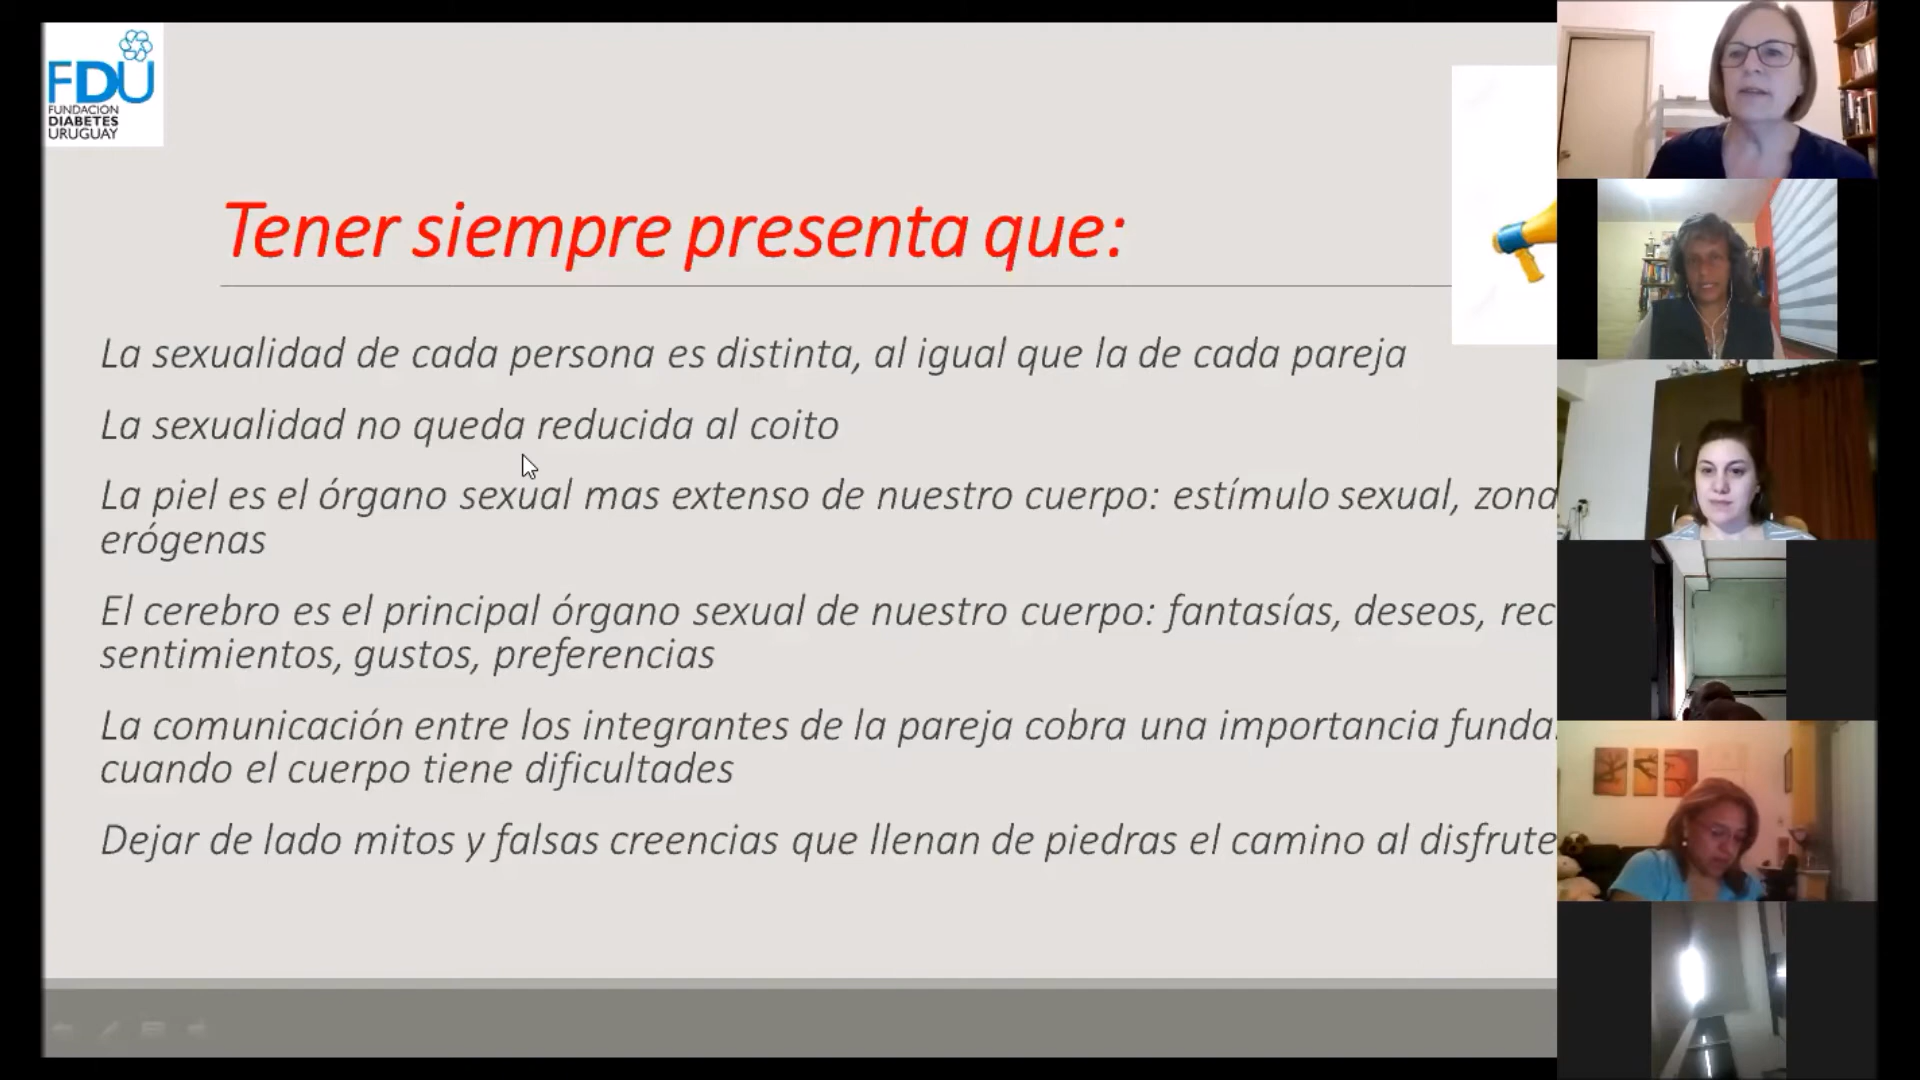 FDU
FUNDACIÓN
DIABETES
URUGUAY
Tener siempre presenta que:
La sexualidad de cada persona es distinta, al igual que la de cada pareja
La sexualidad no queda reducida al coito
La piel es el órgano sexual mas extenso de nuestro cuerpo: estímulo sexual, zona
erógenas
El cerebro es el principal órgano sexual de nuestro cuerpo: fantasías, deseos, rec
sentimientos, gustos, preferencias
La comunicación entre los integrantes de la pareja cobra una importancia funda
cuando el cuerpo tiene dificultades
Dejar de lado mitos y falsas creencias que llenan de piedras el camino al disfrute